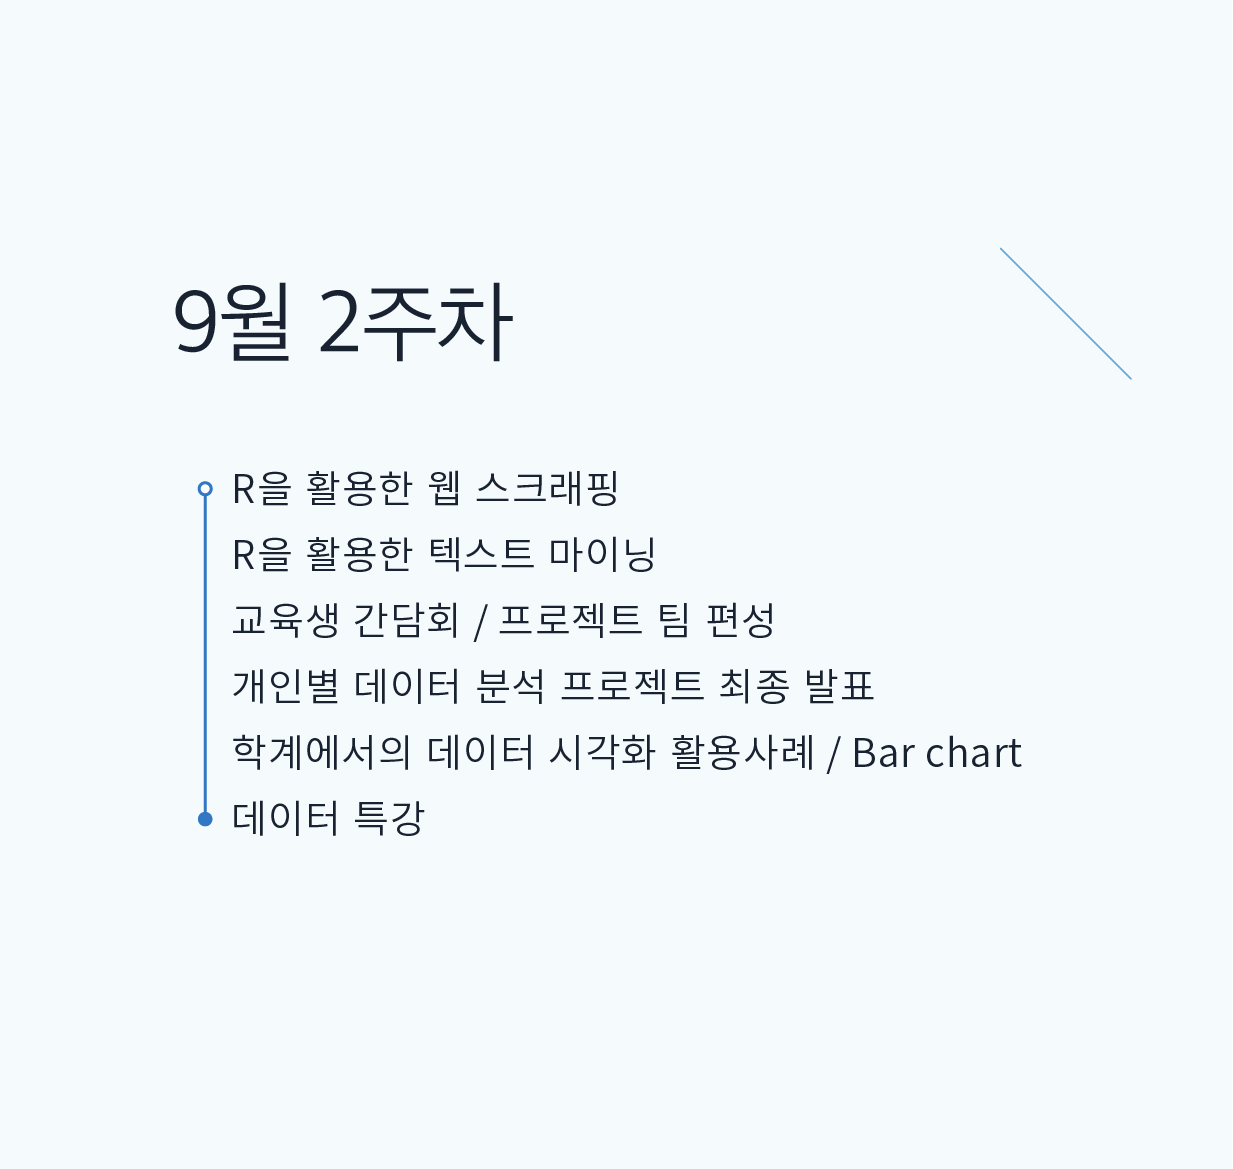 9월 2주차
R을 활용한 웹 스크래핑
R을 활용한 텍스트 마이닝
교육생 간담회 / 프로젝트 팀 편성
개인별 데이터 분석 프로젝트 최종 발표
학계에서의 데이터 시각화 활용사례 / Bar chart
데이터 특강